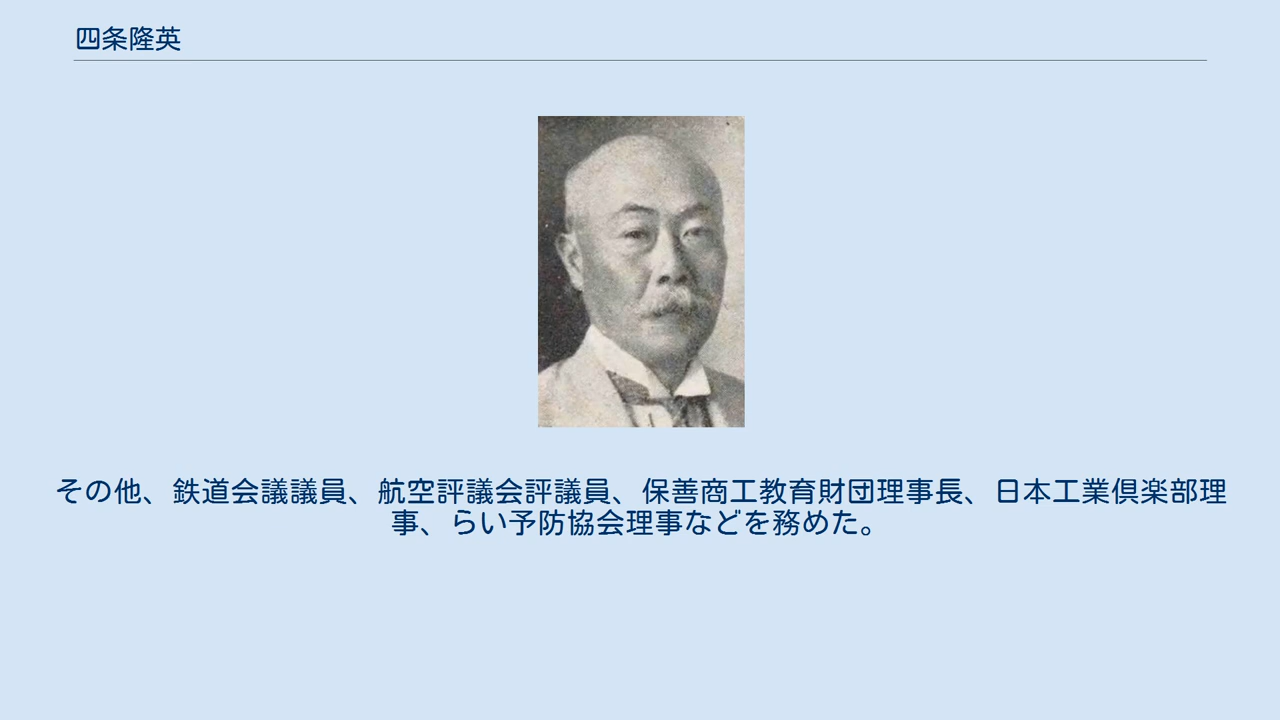 四条隆英
その他、鉄道会議議員、航空評議会評議員、保善商工教育財団理事長、日本工業倶楽部理
事、らい予防協会理事などを務めた。